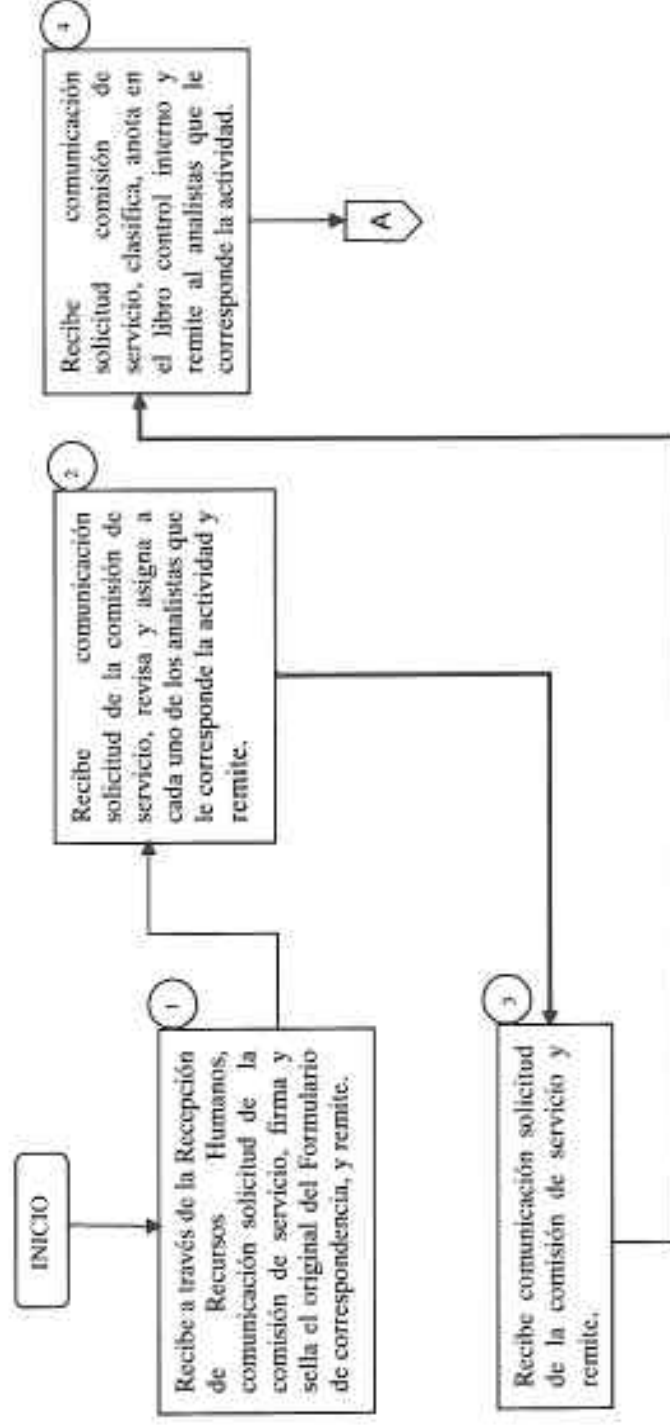 INICIO
1
Recibe a través de la Recepción
de Recursos Humanos,
comunicación solicitud de la
comisión de servicio, firma y
sella el original del Formulario
de correspondencia, y remite.
2
Recibe comunicación
solicitud de la comisión de
servicio, revisa y asigna a
cada uno de los analistas que
le corresponde la actividad y
remite.
3
Recibe comunicación solicitud
de la comisión de servicio y
remite.
4
Recibe comunicación
solicitud comisión de
servicio, clasifica, anota en
el libro control interno y
remite al analistas que le
corresponde la actividad.
A